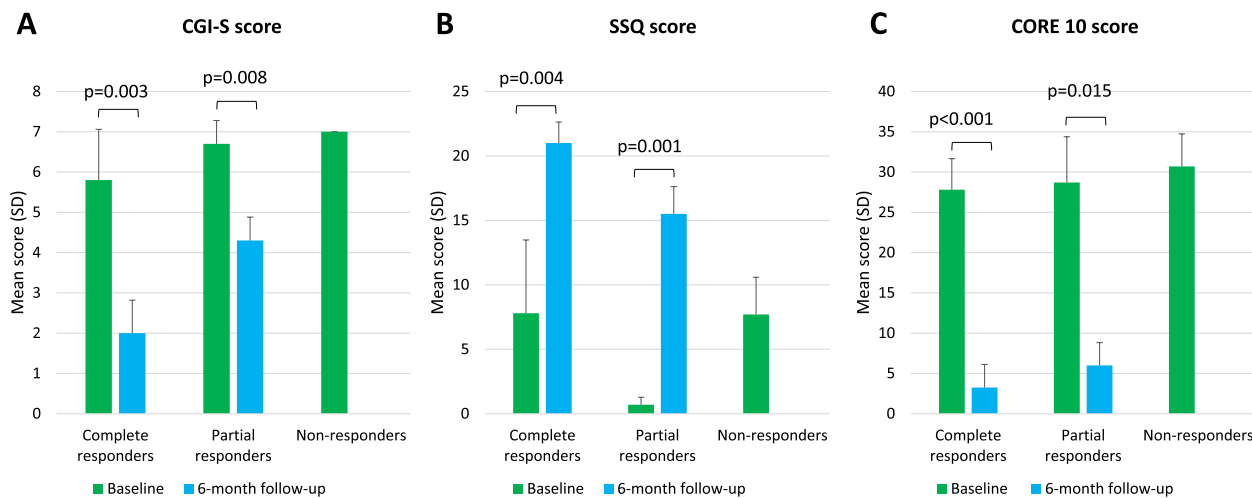 A
CGI-S score
Mean score (SD)
8
7
6
5
4
3
2
1
0
p=0.003
p=0.008
Complete
responders
Partial
responders
Non-responders
Baseline
6-month follow-up
B
SSQ score
Mean score (SD)
25
20
15
10
5
0
p=0.004
p=0.001
Complete
responders
Partial
responders
Non-responders
Baseline
6-month follow-up
C
CORE 10 score
Mean score (SD)
40
35
30
25
20
15
10
5
0
p<0.001
p=0.015
Complete
responders
Partial
responders
Non-responders
Baseline
6-month follow-up